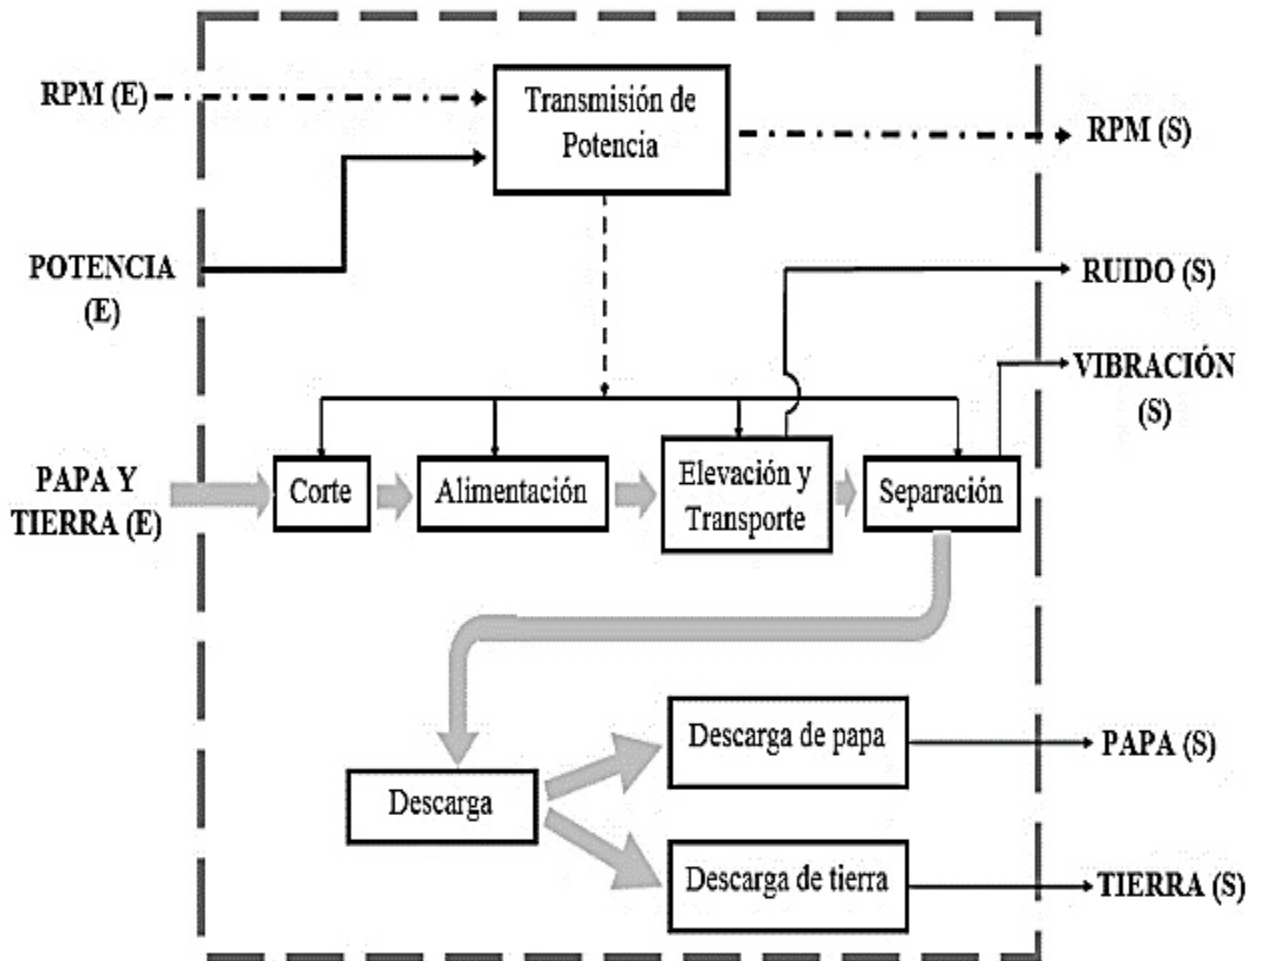 RPM (E)
Transmisión de
Potencia
RPM (S)
POTENCIA
(E)
RUIDO (S)
VIBRACIÓN
(S)
PAPA Y
TIERRA (E)
Corte
Alimentación
Elevación y
Transporte
Separación
Descarga
Descarga de papa
PAPA (S)
Descarga de tierra
TIERRA (S)